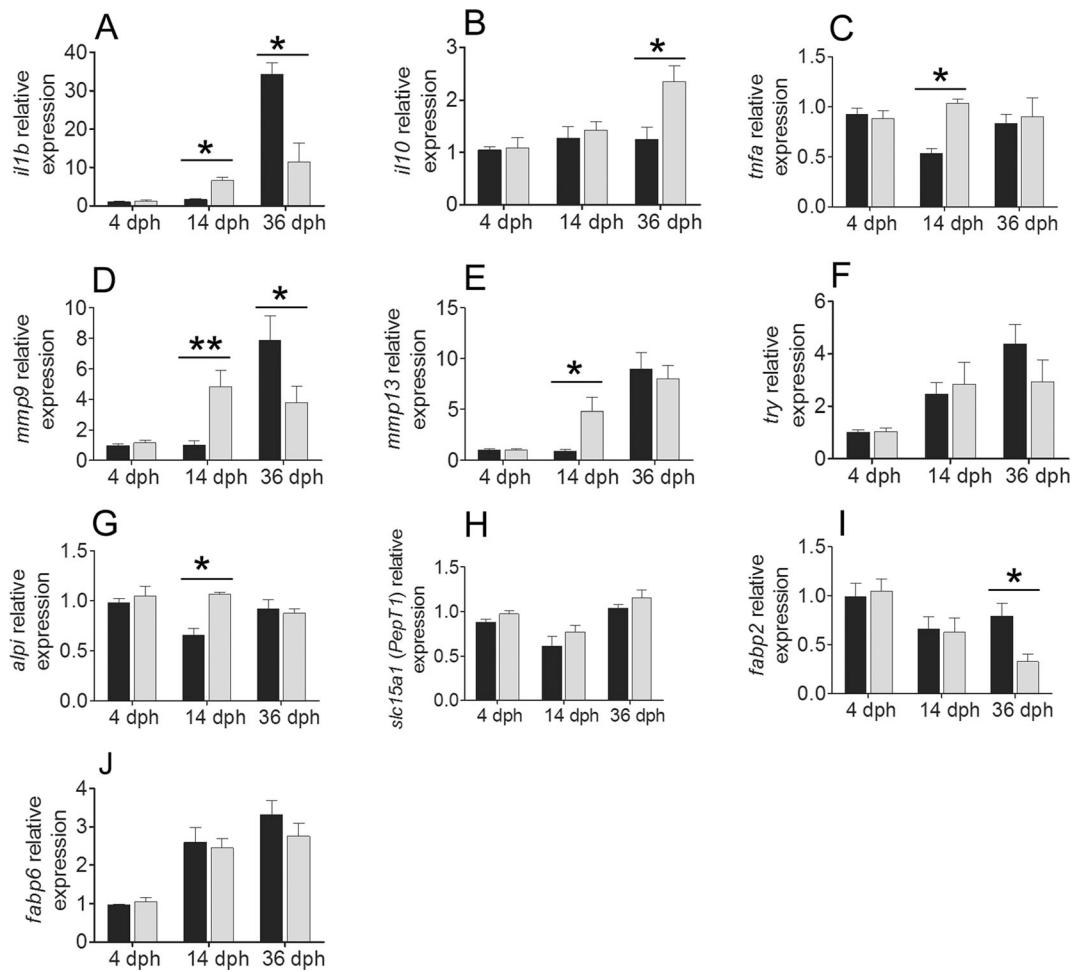 A
il1b relative
expression
40
30
20
10
0
*
*
4 dph 14 dph 36 dph
B
il10 relative
expression
3
2
1
0
*
4 dph 14 dph 36 dph
C
tnfa relative
expression
1.5
1.0
0.5
0.0
*
4 dph 14 dph 36 dph
D
mmp9 relative
expression
10
8
6
4
2
0
**
*
4 dph 14 dph 36 dph
E
mmp13 relative
expression
15
10
5
0
*
4 dph 14 dph 36 dph
F
try relative
expression
6
4
2
0
4 dph 14 dph 36 dph
G
alpi relative
expression
1.5
1.0
0.5
0.0
*
4 dph 14 dph 36 dph
H
slc15a1 (PepT1) relative
expression
1.5
1.0
0.5
0.0
4 dph 14 dph 36 dph
I
fabp2 relative
expression
1.5
1.0
0.5
0.0
*
4 dph 14 dph 36 dph
J
fabp6 relative
expression
4
3
2
1
0
4 dph 14 dph 36 dph